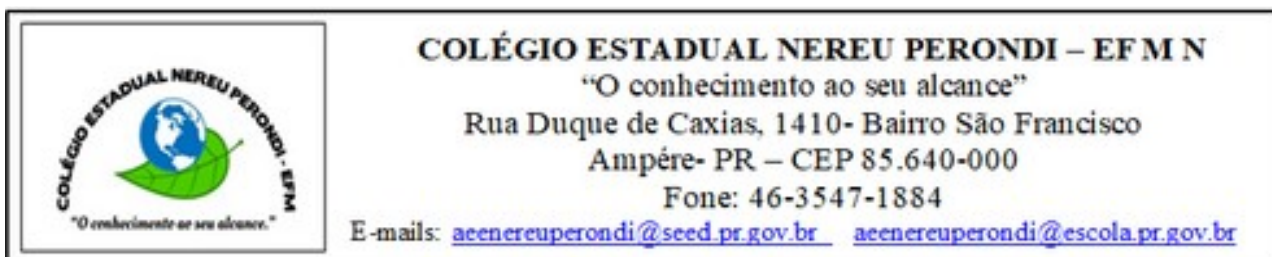 COLÉGIO ESTADUAL NEREU PERONDI - EFM
"O conhecimento ao seu alcance."
COLÉGIO ESTADUAL NEREU PERONDI – EF M N
“O conhecimento ao seu alcance”
Rua Duque de Caxias, 1410- Bairro São Francisco
Ampére- PR – CEP 85.640-000
Fone: 46-3547-1884
E-mails: aeenereuperondi@seed.pr.gov.br aeenereuperondi@escola.pr.gov.br